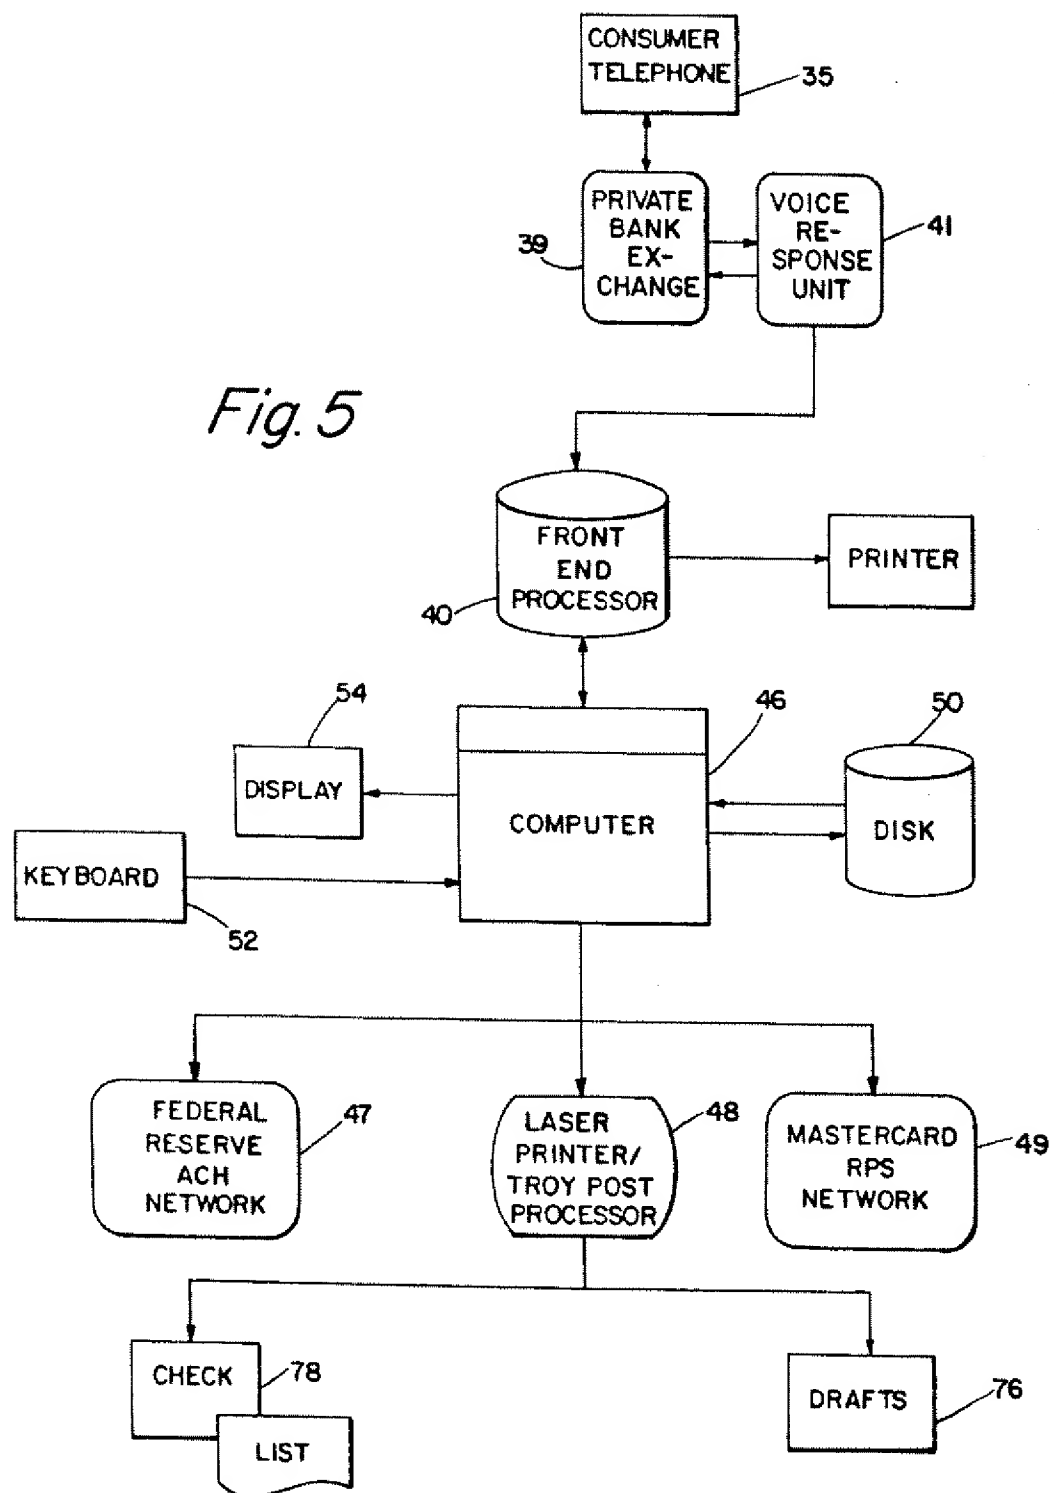 CONSUMER
TELEPHONE
35
PRIVATE
BANK
EX-
CHANGE
39
VOICE
RE-
SPONSE
UNIT
41
Fig. 5
FRONT
END
PROCESSOR
40
PRINTER
54
46
50
DISPLAY
COMPUTER
DISK
KEYBOARD
52
FEDERAL
RESERVE
ACH
NETWORK
47
LASER
PRINTER/
TROY POST
PROCESSOR
48
MASTERCARD
RPS
NETWORK
49
CHECK
78
LIST
DRAFTS
76